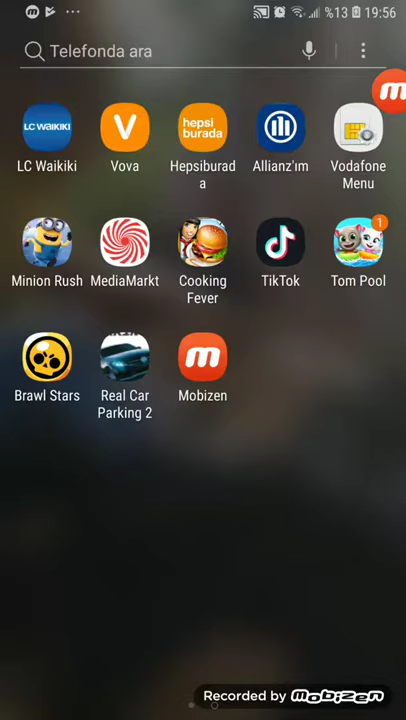 %13 19:56
Telefonda ara
LC WAIKIKI
V
hepsi
burada
LC Waikiki
Vova
Hepsiburad
a
Allianz'ım
Vodafone
Menu
1
Minion Rush
MediaMarkt
Cooking
Fever
TikTok
Tom Pool
Brawl Stars
Real Car
Parking 2
Mobizen
Recorded by mobizen